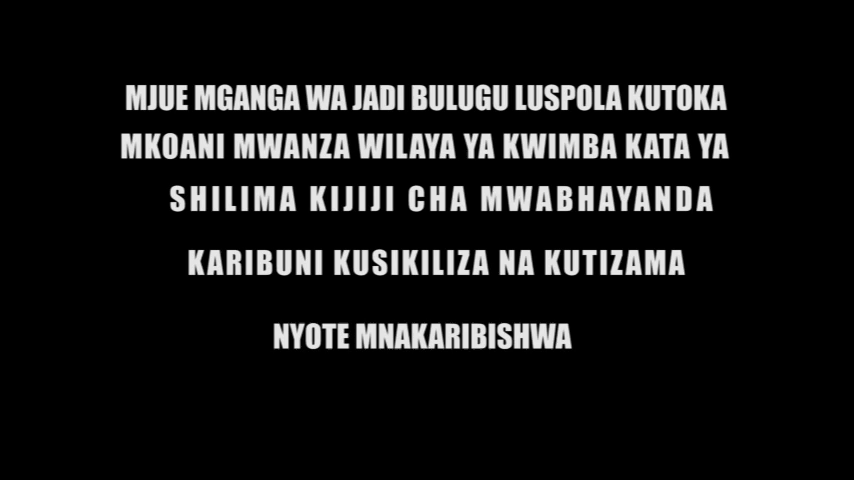 MJUE MGANGA WA JADI BULUGU LUSPOLA KUTOKA
MKOANI MWANZA WILAYA YA KWIMBA KATA YA
SHILIMA KIJIJI CHA MWABHAYANDA
KARIBUNI KUSIKILIZA NA KUTIZAMA
NYOTE MNAKARIBISHWA